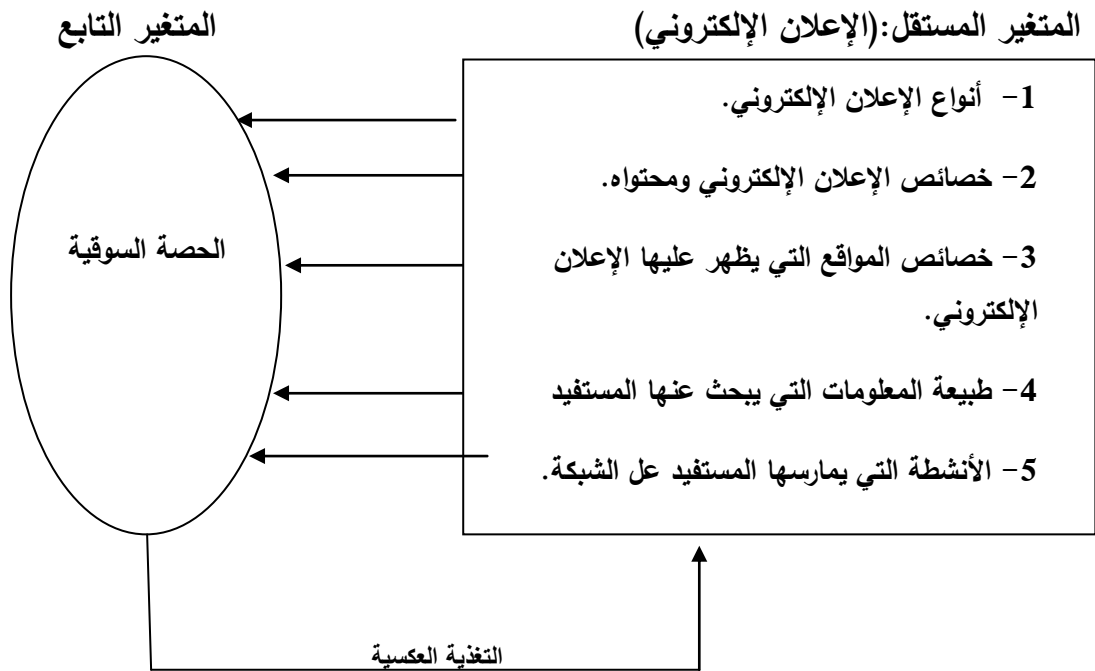 المتغير المستقل:(الإعلان الإلكتروني)
المتغير التابع
1- أنواع الإعلان الإلكتروني.
2- خصائص الإعلان الإلكتروني ومحتواه.
3- خصائص المواقع التي يظهر عليها الإعلان
الإلكتروني.
4- طبيعة المعلومات التي يبحث عنها المستفيد
5- الأنشطة التي يمارسها المستفيد عل الشبكة.
الحصة السوقية
التغذية العكسية